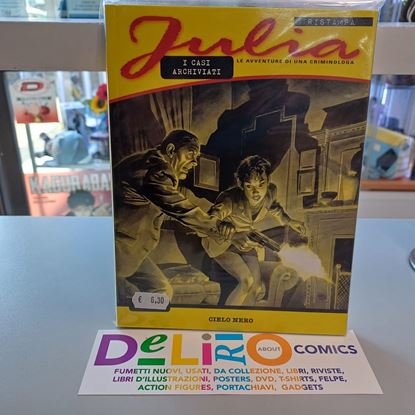 RISTAMPA
Julia
LE AVVENTURE DI UNA CRIMINOLOGA
I CASI
ARCHIVIATI
KAGURABA
€ 6,30
CIELO NERO
DELIRIO ABOUT COMICS
FUMETTI NUOVI, USATI, DA COLLEZIONE, LIBRI, RIVISTE,
LIBRI D'ILLUSTRAZIONI, POSTERS, DVD, T-SHIRTS, FELPE,
ACTION FIGURES, PORTACHIAVI, GADGETS